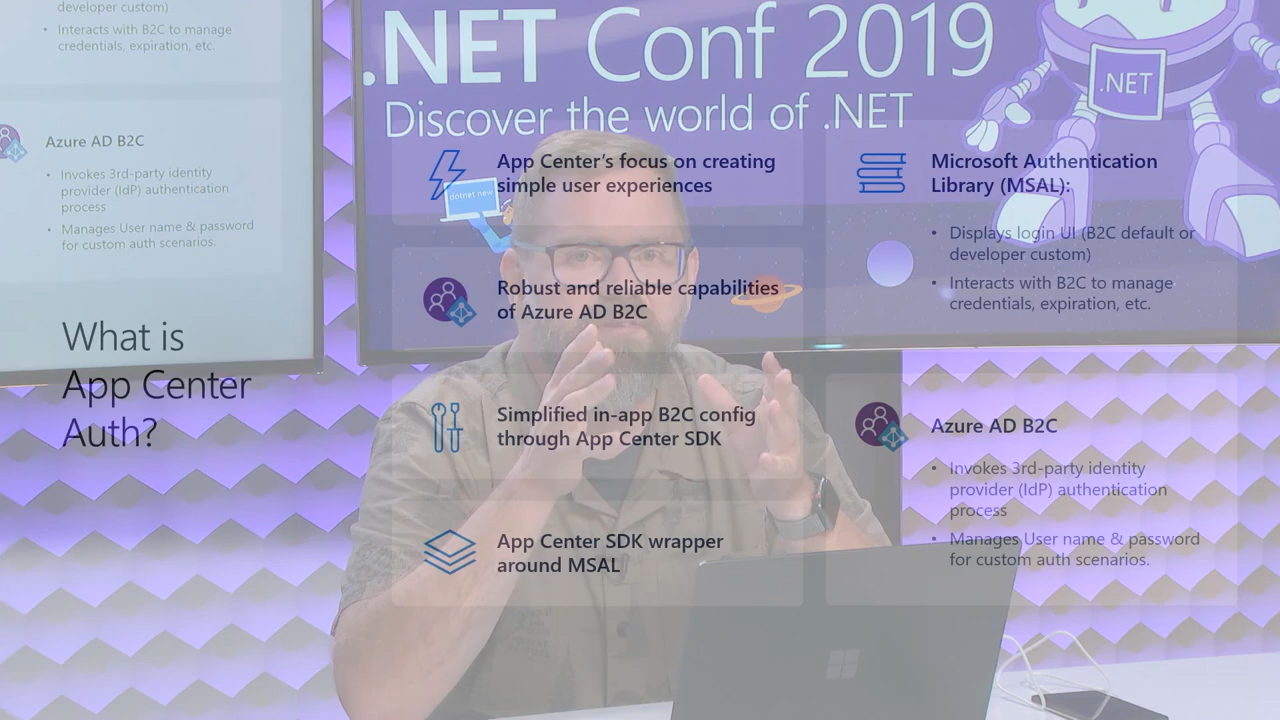 developer custom)
• Interacts with B2C to manage
credentials, expiration, etc.
Azure AD B2C
• Invokes 3rd-party identity
provider (IdP) authentication
process
• Manages User name & password
for custom auth scenarios.
.NET Conf 2019
Discover the world of .NET
.NET
dotnet new
What is
App Center
Auth?
App Center's focus on creating
simple user experiences
Robust and reliable capabilities
of Azure AD B2C
Simplified in-app B2C config
through App Center SDK
App Center SDK wrapper
around MSAL
Microsoft Authentication
Library (MSAL):
• Displays login UI (B2C default or
developer custom)
• Interacts with B2C to manage
credentials, expiration, etc.
Azure AD B2C
• Invokes 3rd-party identity
provider (IdP) authentication
process
• Manages User name & password
for custom auth scenarios.